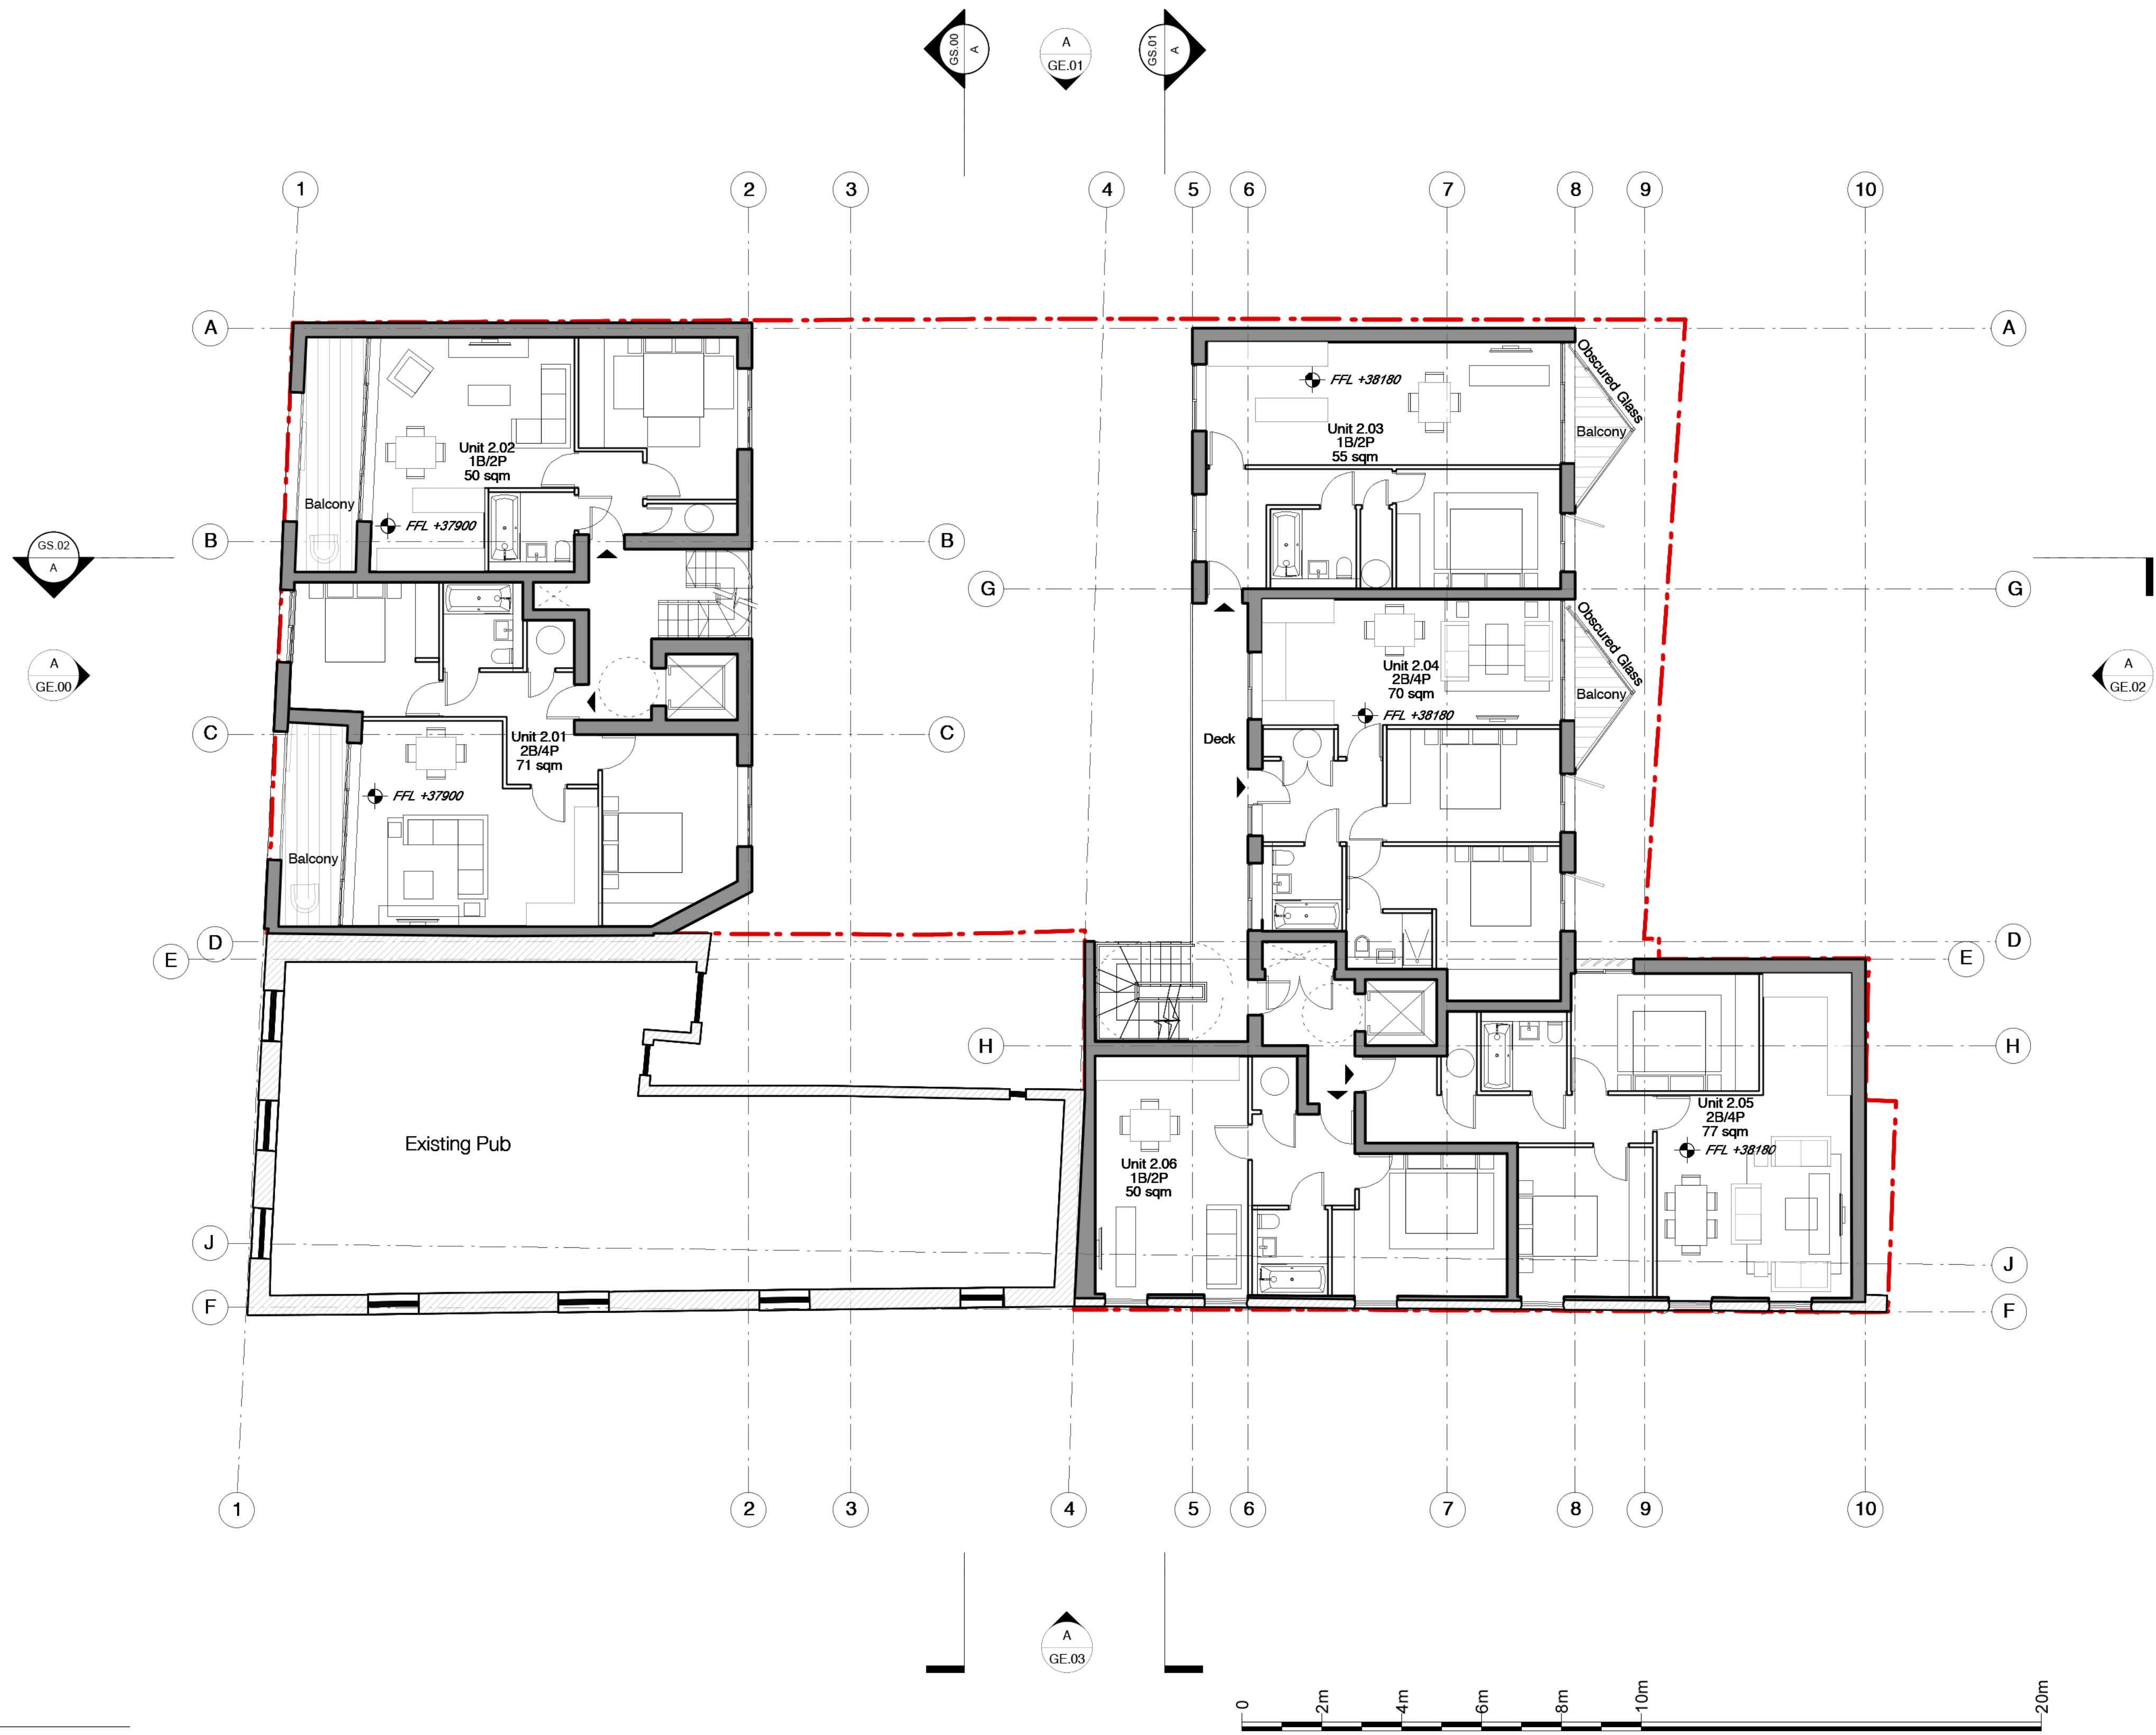 GS.00
A
A
GE.01
GS.01
A
1
2
3
4
5
6
7
8
9
10
A
A
Obscured Glass
FFL +38180
Unit 2.03
1B/2P
55 sqm
Balcony
Unit 2.02
1B/2P
50 sqm
Balcony
FFL +37900
B
B
GS.02
A
G
G
Obscured Glass
A
GE.00
Unit 2.04
2B/4P
70 sqm
Balcony
FFL +38180
A
GE.02
C
C
Unit 2.01
2B/4P
71 sqm
Deck
FFL +37900
Balcony
D
D
E
E
H
H
Existing Pub
Unit 2.05
2B/4P
77 sqm
FFL +38180
Unit 2.06
1B/2P
50 sqm
J
J
F
F
1
2
3
4
5
6
7
8
9
10
A
GE.03
0
2m
4m
6m
8m
10m
20m